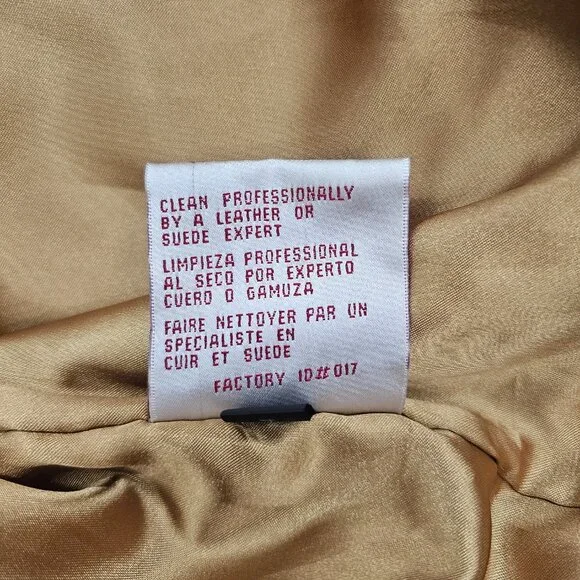 CLEAN PROFESSIONALLY
BY A LEATHER OR
SUEDE EXPERT
LIMPIEZA PROFESSIONAL
AL SECO POR EXPERTO
CUERO O GAMUZA
FAIRE NETTOYER PAR UN
SPECIALISTE EN
CUIR ET SUEDE
FACTORY ID#017